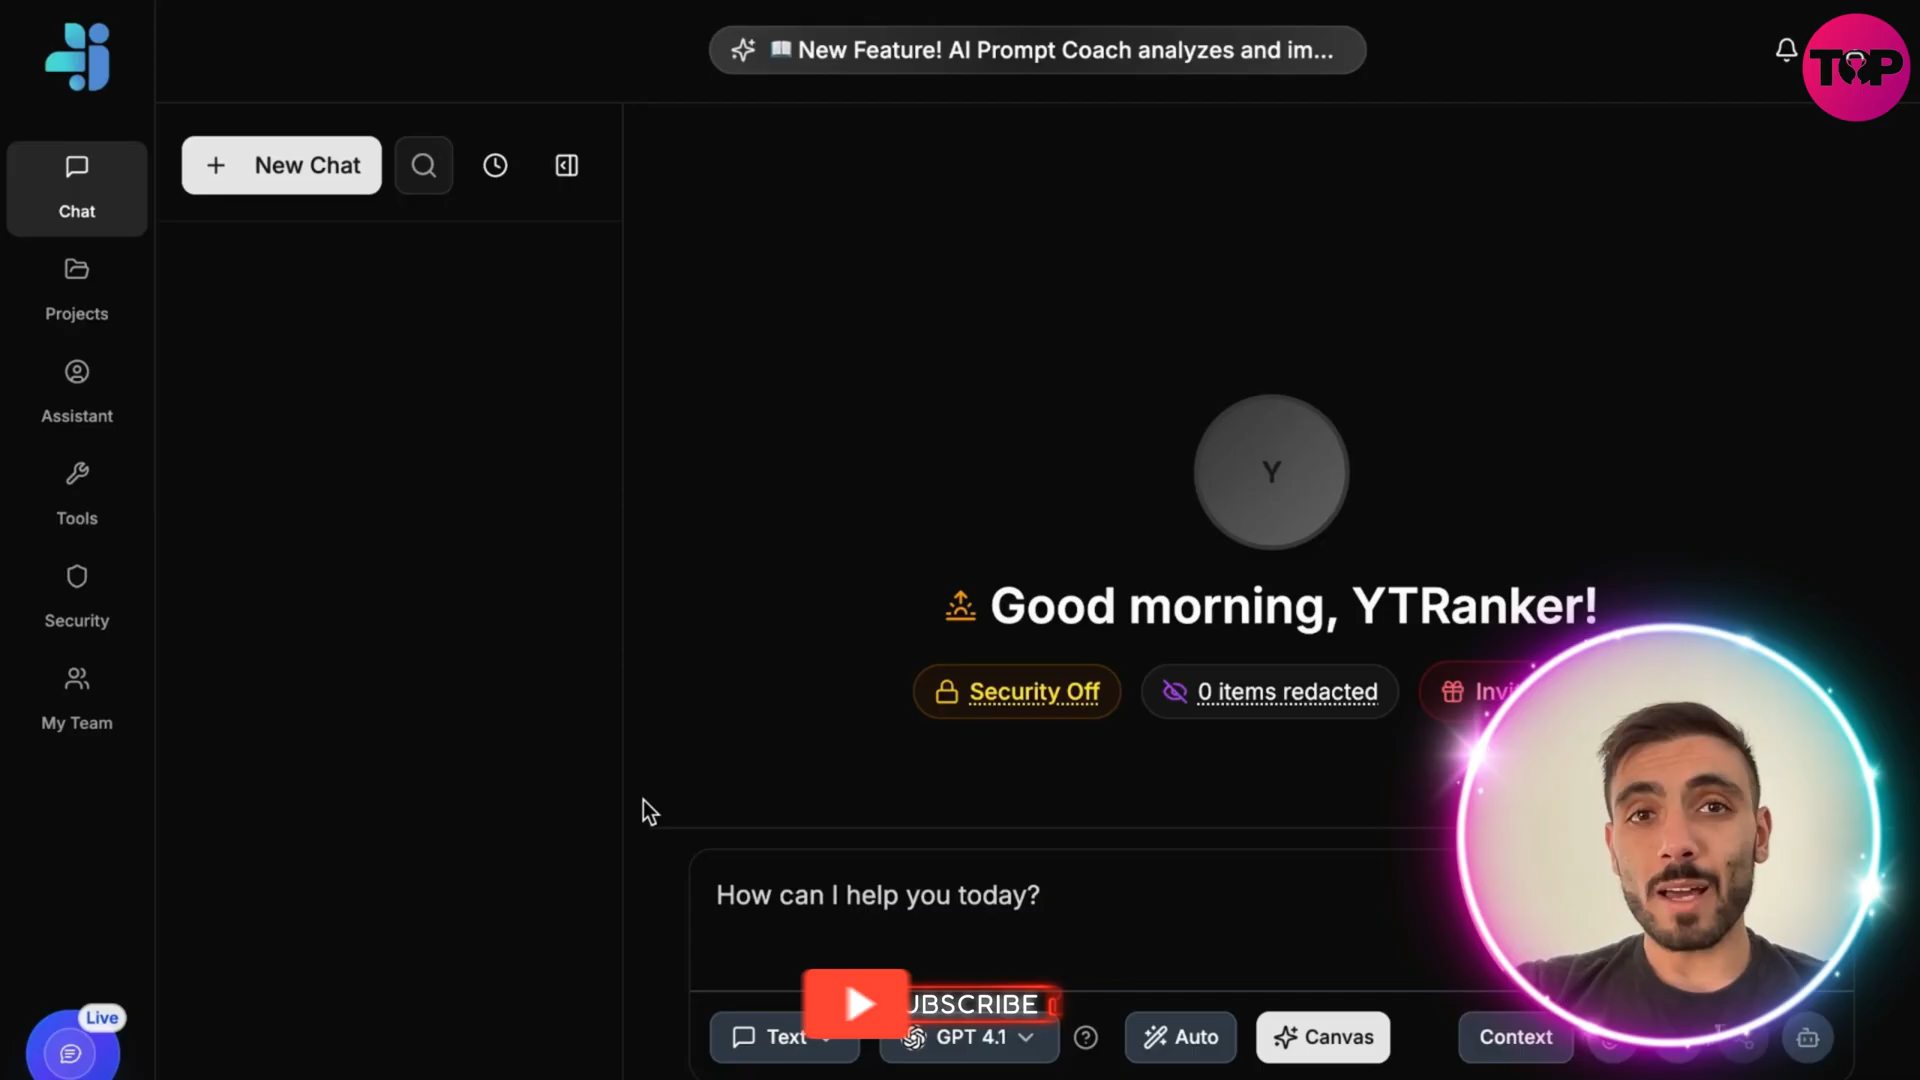 📖 New Feature! AI Prompt Coach analyzes and im...
TOP
New Chat
Chat
Projects
Assistant
Tools
Security
My Team
Live
Y
Good morning, YTRanker!
Security Off
0 items redacted
How can I help you today?
UBSCRIBE
Text
GPT 4.1
Auto
Canvas
Context